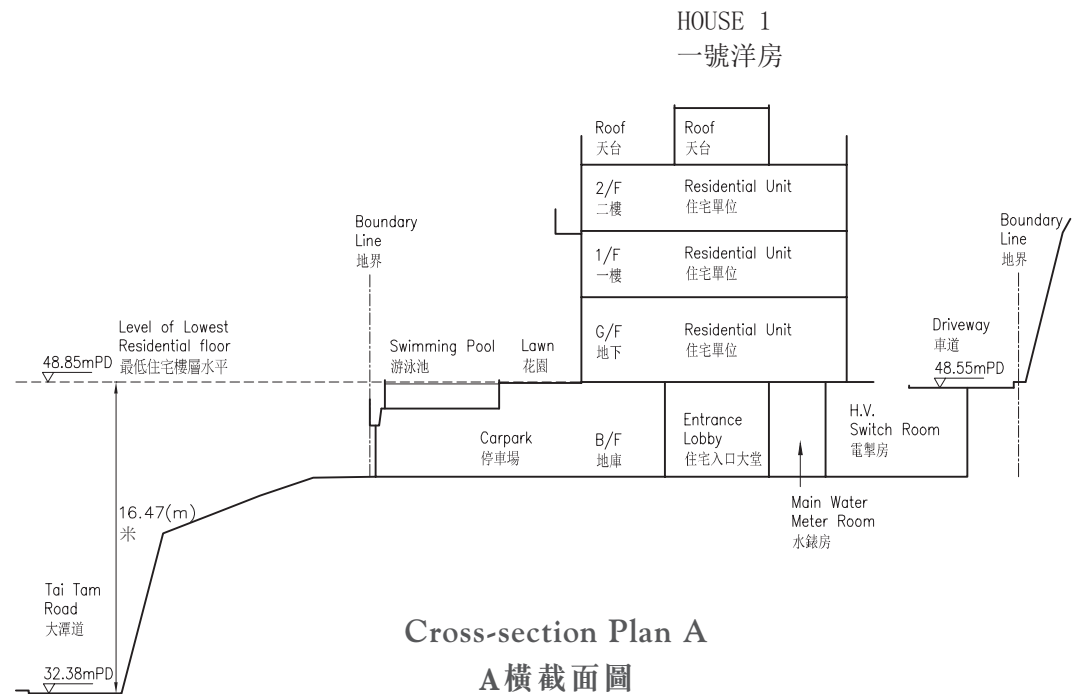 HOUSE 1
一號洋房
Roof
天台
Roof
天台
2/F
二樓
Residential Unit
住宅單位
Boundary
Line
地界
Boundary
Line
地界
1/F
一樓
Residential Unit
住宅單位
Level of Lowest
Residential floor
最低住宅樓層水平
48.85mPD
Swimming Pool
游泳池
Lawn
花園
G/F
地下
Residential Unit
住宅單位
Driveway
車道
48.55mPD
Carpark
停車場
B/F
地庫
Entrance
Lobby
住宅入口大堂
H.V.
Switch Room
電掣房
Main Water
Meter Room
水錶房
16.47(m)
米
Tai Tam
Road
大潭道
32.38mPD
Cross-section Plan A
A橫截面圖